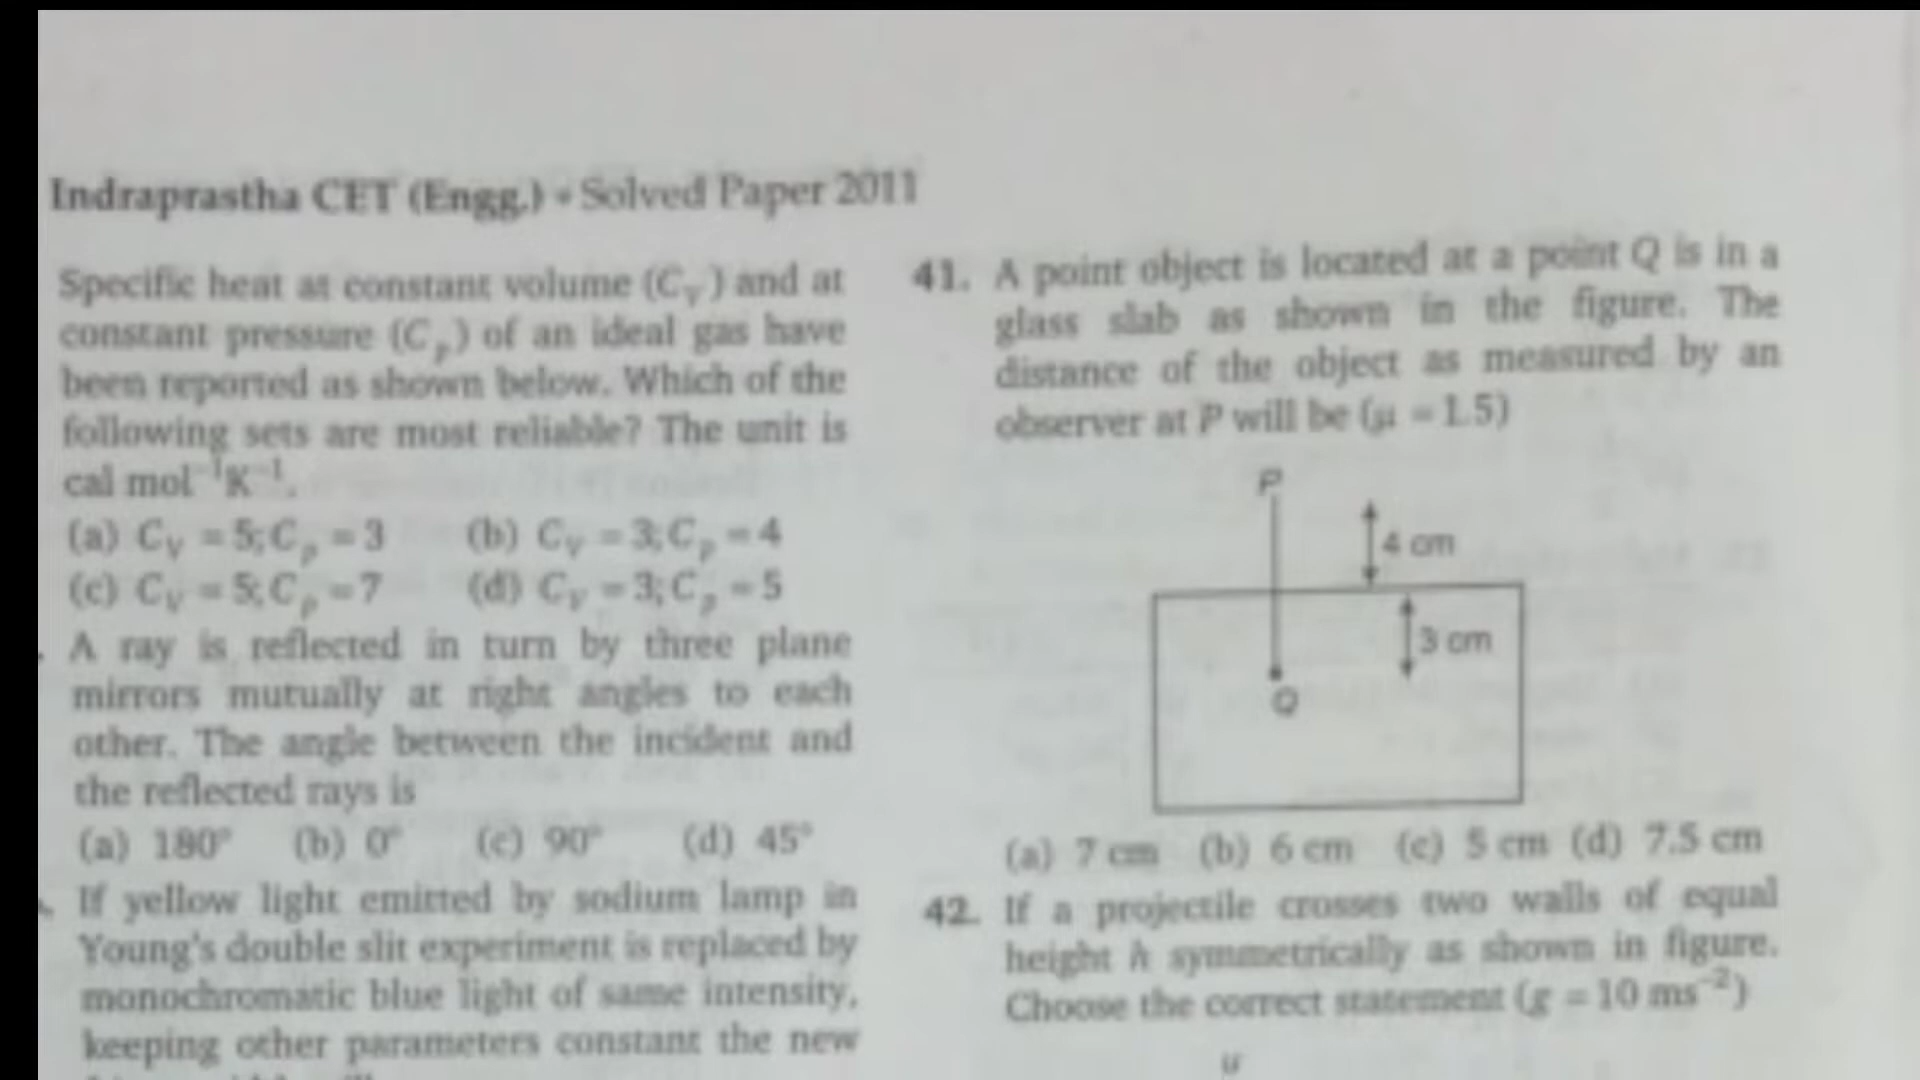 Indraprastha CET (Engg.) • Solved Paper 2011
Specific heat at constant volume (C_V) and at
constant pressure (C_p) of an ideal gas have
been reported as shown below. Which of the
following sets are most reliable? The unit is
cal mol⁻¹K⁻¹.
(a) C_V = 5; C_p = 3 (b) C_V = 3; C_p = 4
(c) C_V = 5; C_p = 7 (d) C_V = 3; C_p = 5
A ray is reflected in turn by three plane
mirrors mutually at right angles to each
other. The angle between the incident and
the reflected rays is
(a) 180° (b) 0° (c) 90° (d) 45°
If yellow light emitted by sodium lamp in
Young's double slit experiment is replaced by
monochromatic blue light of same intensity,
keeping other parameters constant the new
41. A point object is located at a point Q is in a
glass slab as shown in the figure. The
distance of the object as measured by an
observer at P will be (μ = 1.5)
P
4 cm
3 cm
Q
(a) 7 cm (b) 6 cm (c) 5 cm (d) 7.5 cm
42. If a projectile crosses two walls of equal
height h symmetrically as shown in figure.
Choose the correct statement (g = 10 ms⁻²)